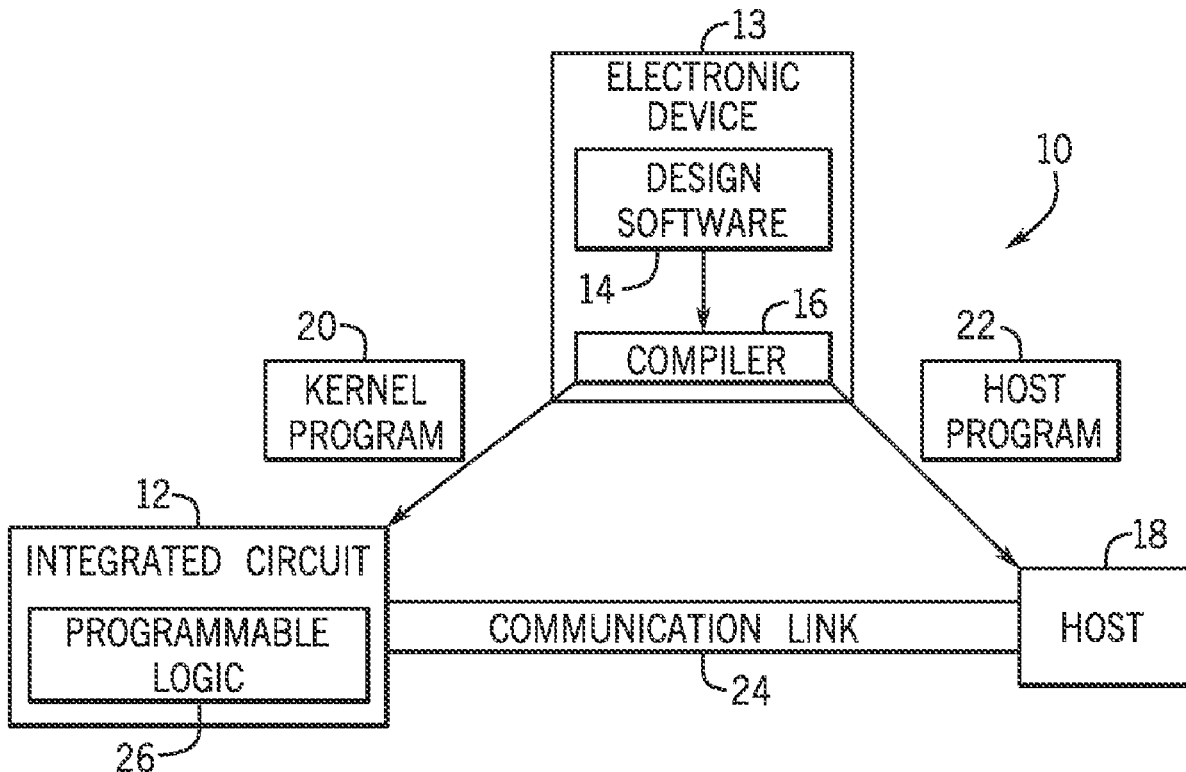 13
ELECTRONIC
DEVICE
DESIGN
SOFTWARE
14
16
COMPILER
10
20
KERNEL
PROGRAM
22
HOST
PROGRAM
12
INTEGRATED CIRCUIT
PROGRAMMABLE
LOGIC
26
COMMUNICATION LINK
24
18
HOST